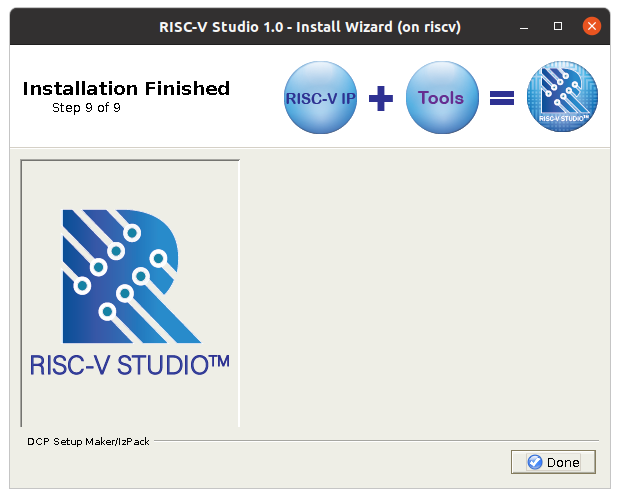 RISC-V Studio 1.0 - Install Wizard (on riscv)
Installation Finished
Step 9 of 9
RISC-V IP
Tools
RISC-V STUDIO™
RISC-V STUDIO™
DCP Setup Maker/IzPack
Done